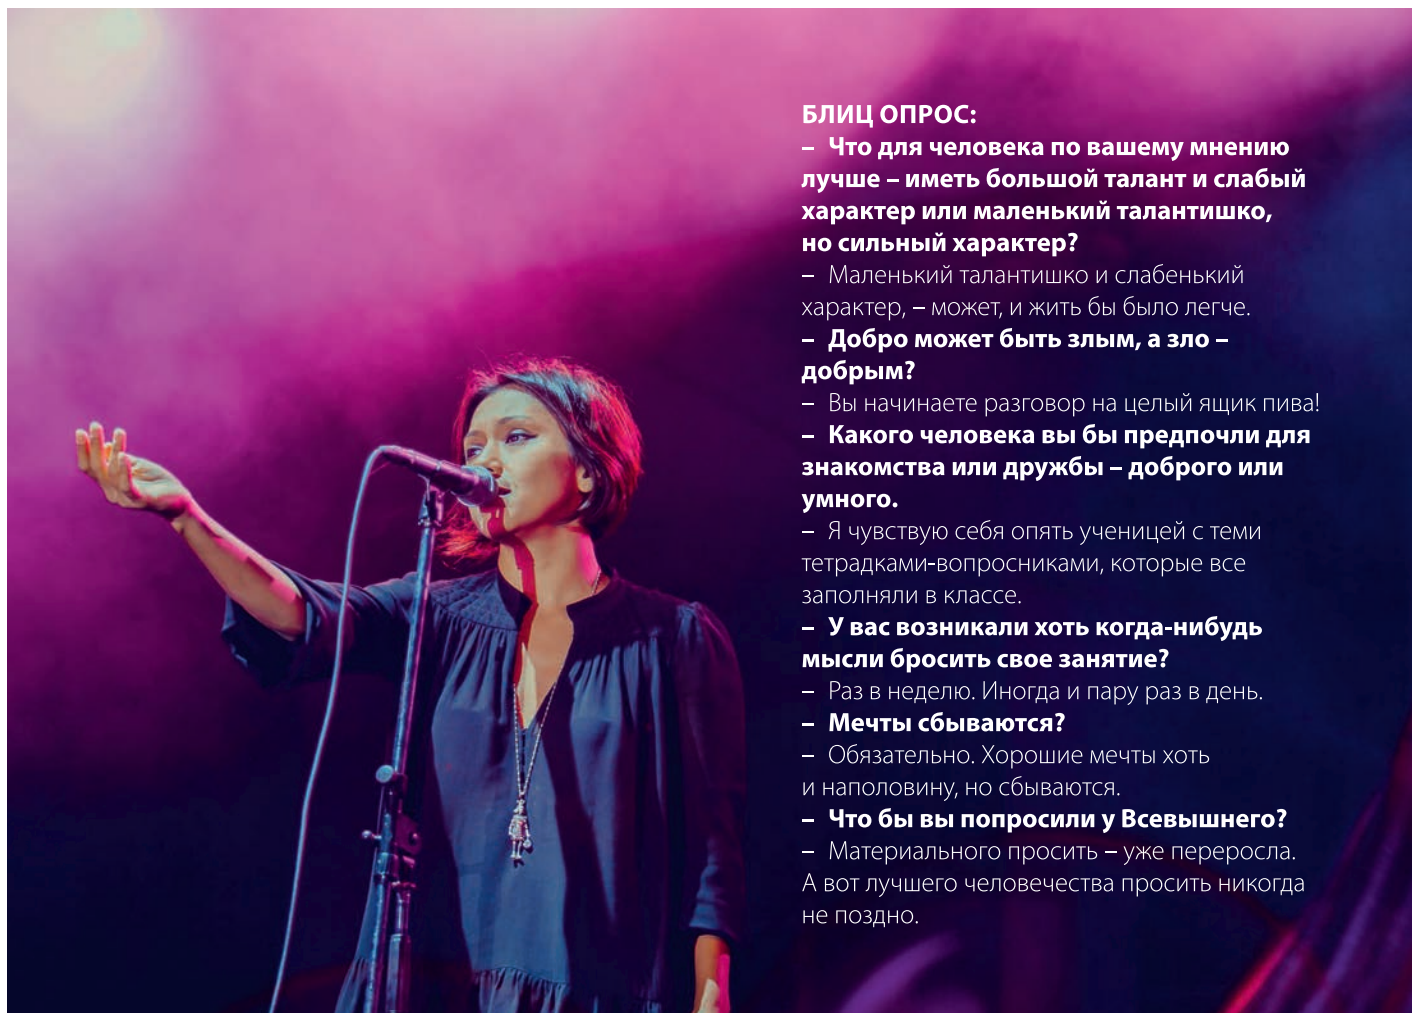 БЛИЦ ОПРОС:
– Что для человека по вашему мнению
лучше – иметь большой талант и слабый
характер или маленький талантишко,
но сильный характер?
– Маленький талантишко и слабенький
характер, – может, и жить бы было легче.
– Добро может быть злым, а зло –
добрым?
– Вы начинаете разговор на целый ящик пива!
– Какого человека вы бы предпочли для
знакомства или дружбы – доброго или
умного.
– Я чувствую себя опять ученицей с теми
тетрадками-вопросниками, которые все
заполняли в классе.
– У вас возникали хоть когда-нибудь
мысли бросить свое занятие?
– Раз в неделю. Иногда и пару раз в день.
– Мечты сбываются?
– Обязательно. Хорошие мечты хоть
и наполовину, но сбываются.
– Что бы вы попросили у Всевышнего?
– Материального просить – уже переросла.
А вот лучшего человечества просить никогда
не поздно.